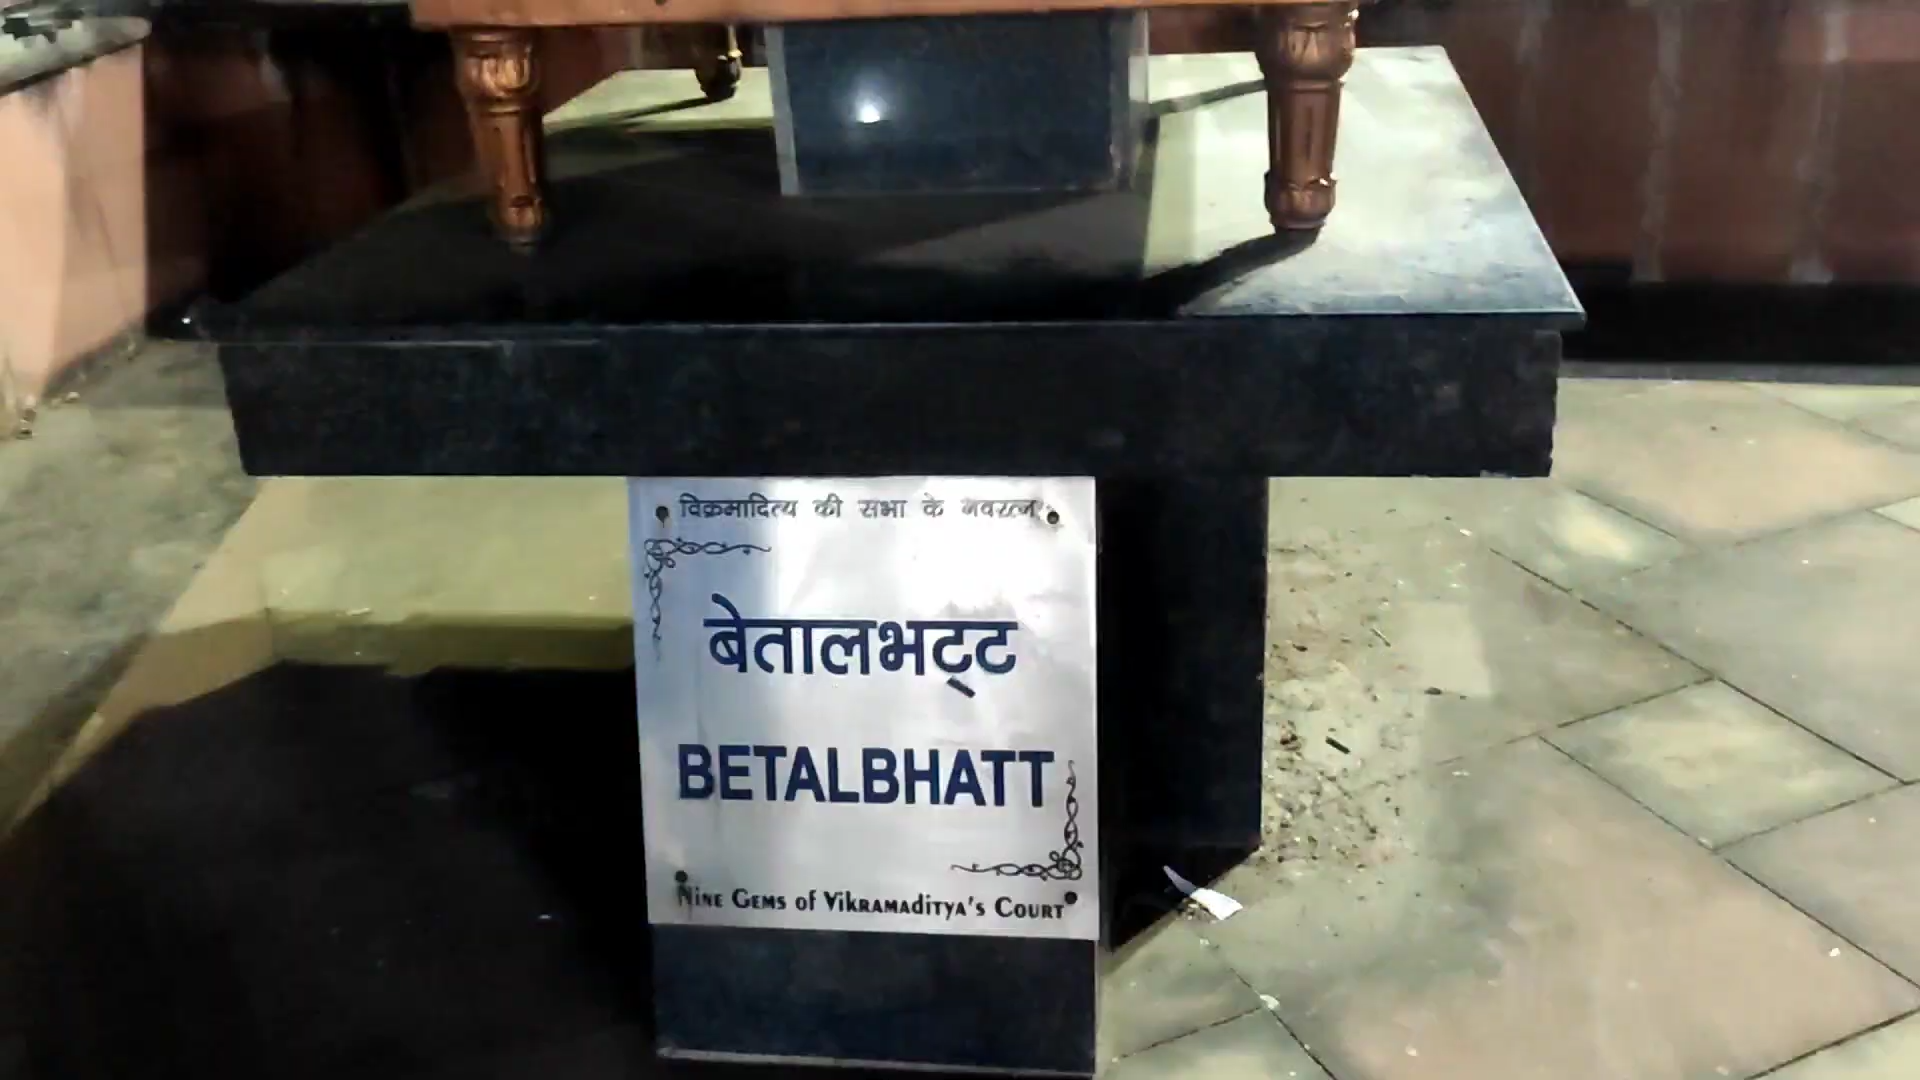 विक्रमादित्य की सभा के नवरत्न
बेतालभट्ट
BETALBHATT
Nine Gems of Vikramaditya's Court